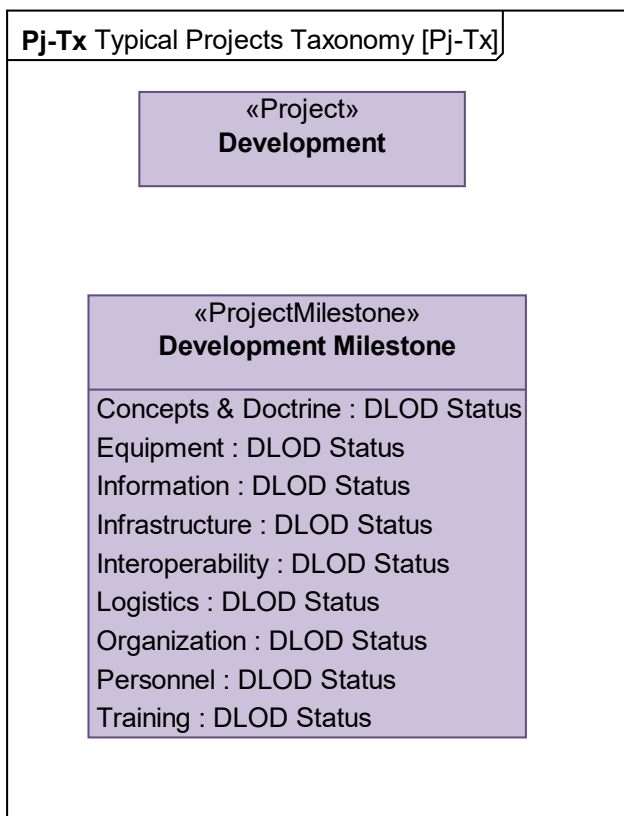 Pj-Tx Typical Projects Taxonomy [Pj-Tx]
«Project»
Development
«ProjectMilestone»
Development Milestone
Concepts & Doctrine : DLOD Status
Equipment : DLOD Status
Information : DLOD Status
Infrastructure : DLOD Status
Interoperability : DLOD Status
Logistics : DLOD Status
Organization : DLOD Status
Personnel : DLOD Status
Training : DLOD Status